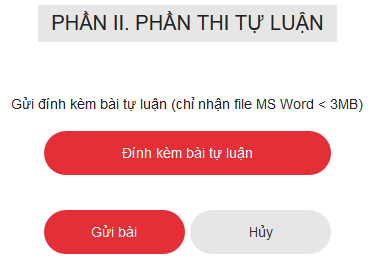 PHẦN II. PHẦN THI TỰ LUẬN
Gửi đính kèm bài tự luận (chỉ nhận file MS Word < 3MB)
Đính kèm bài tự luận
Gửi bài
Hủy